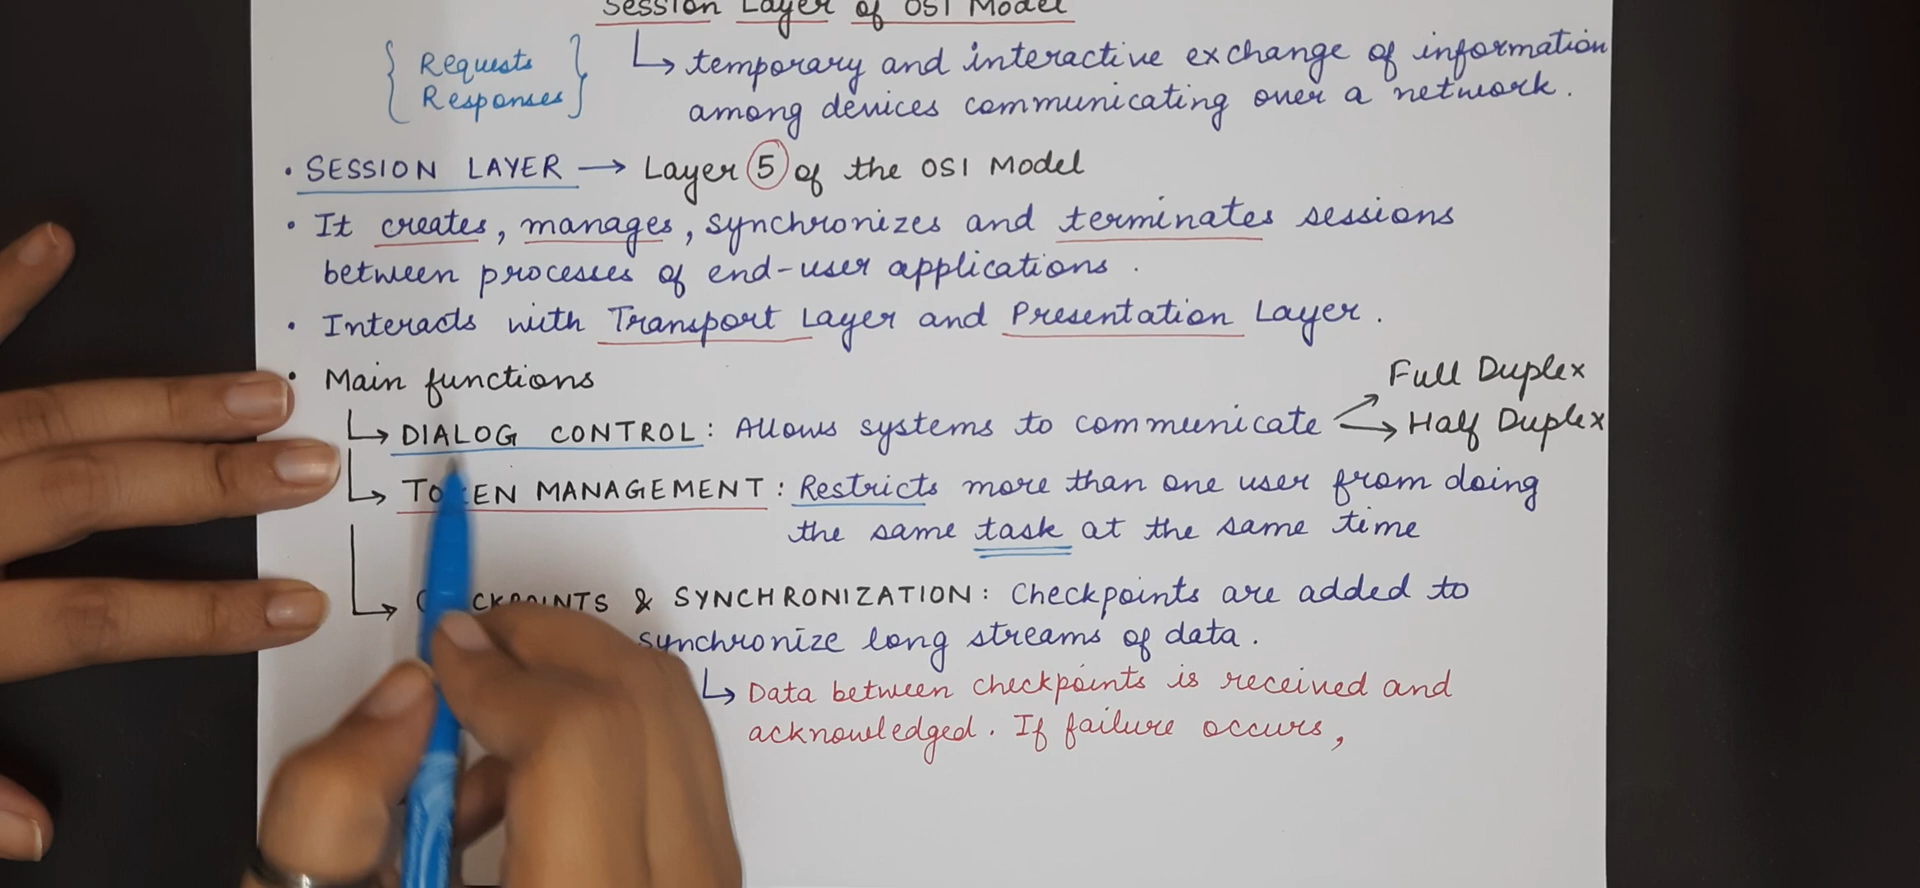 Session Layer of OSI Model
{ Requests
Responses }
↳ temporary and interactive exchange of information
among devices communicating over a network.
• SESSION LAYER → Layer 5 of the OSI Model
• It creates, manages, synchronizes and terminates sessions
between processes of end-user applications.
• Interacts with Transport Layer and Presentation Layer.
• Main functions
↳ DIALOG CONTROL: Allows systems to communicate
→ Full Duplex
→ Half Duplex
↳ MANAGEMENT: Restricts more than one user from doing
the same task at the same time
↳ & SYNCHRONIZATION: Checkpoints are added to
synchronize long streams of data.
↳ Data between checkpoints is received and
acknowledged. If failure occurs,